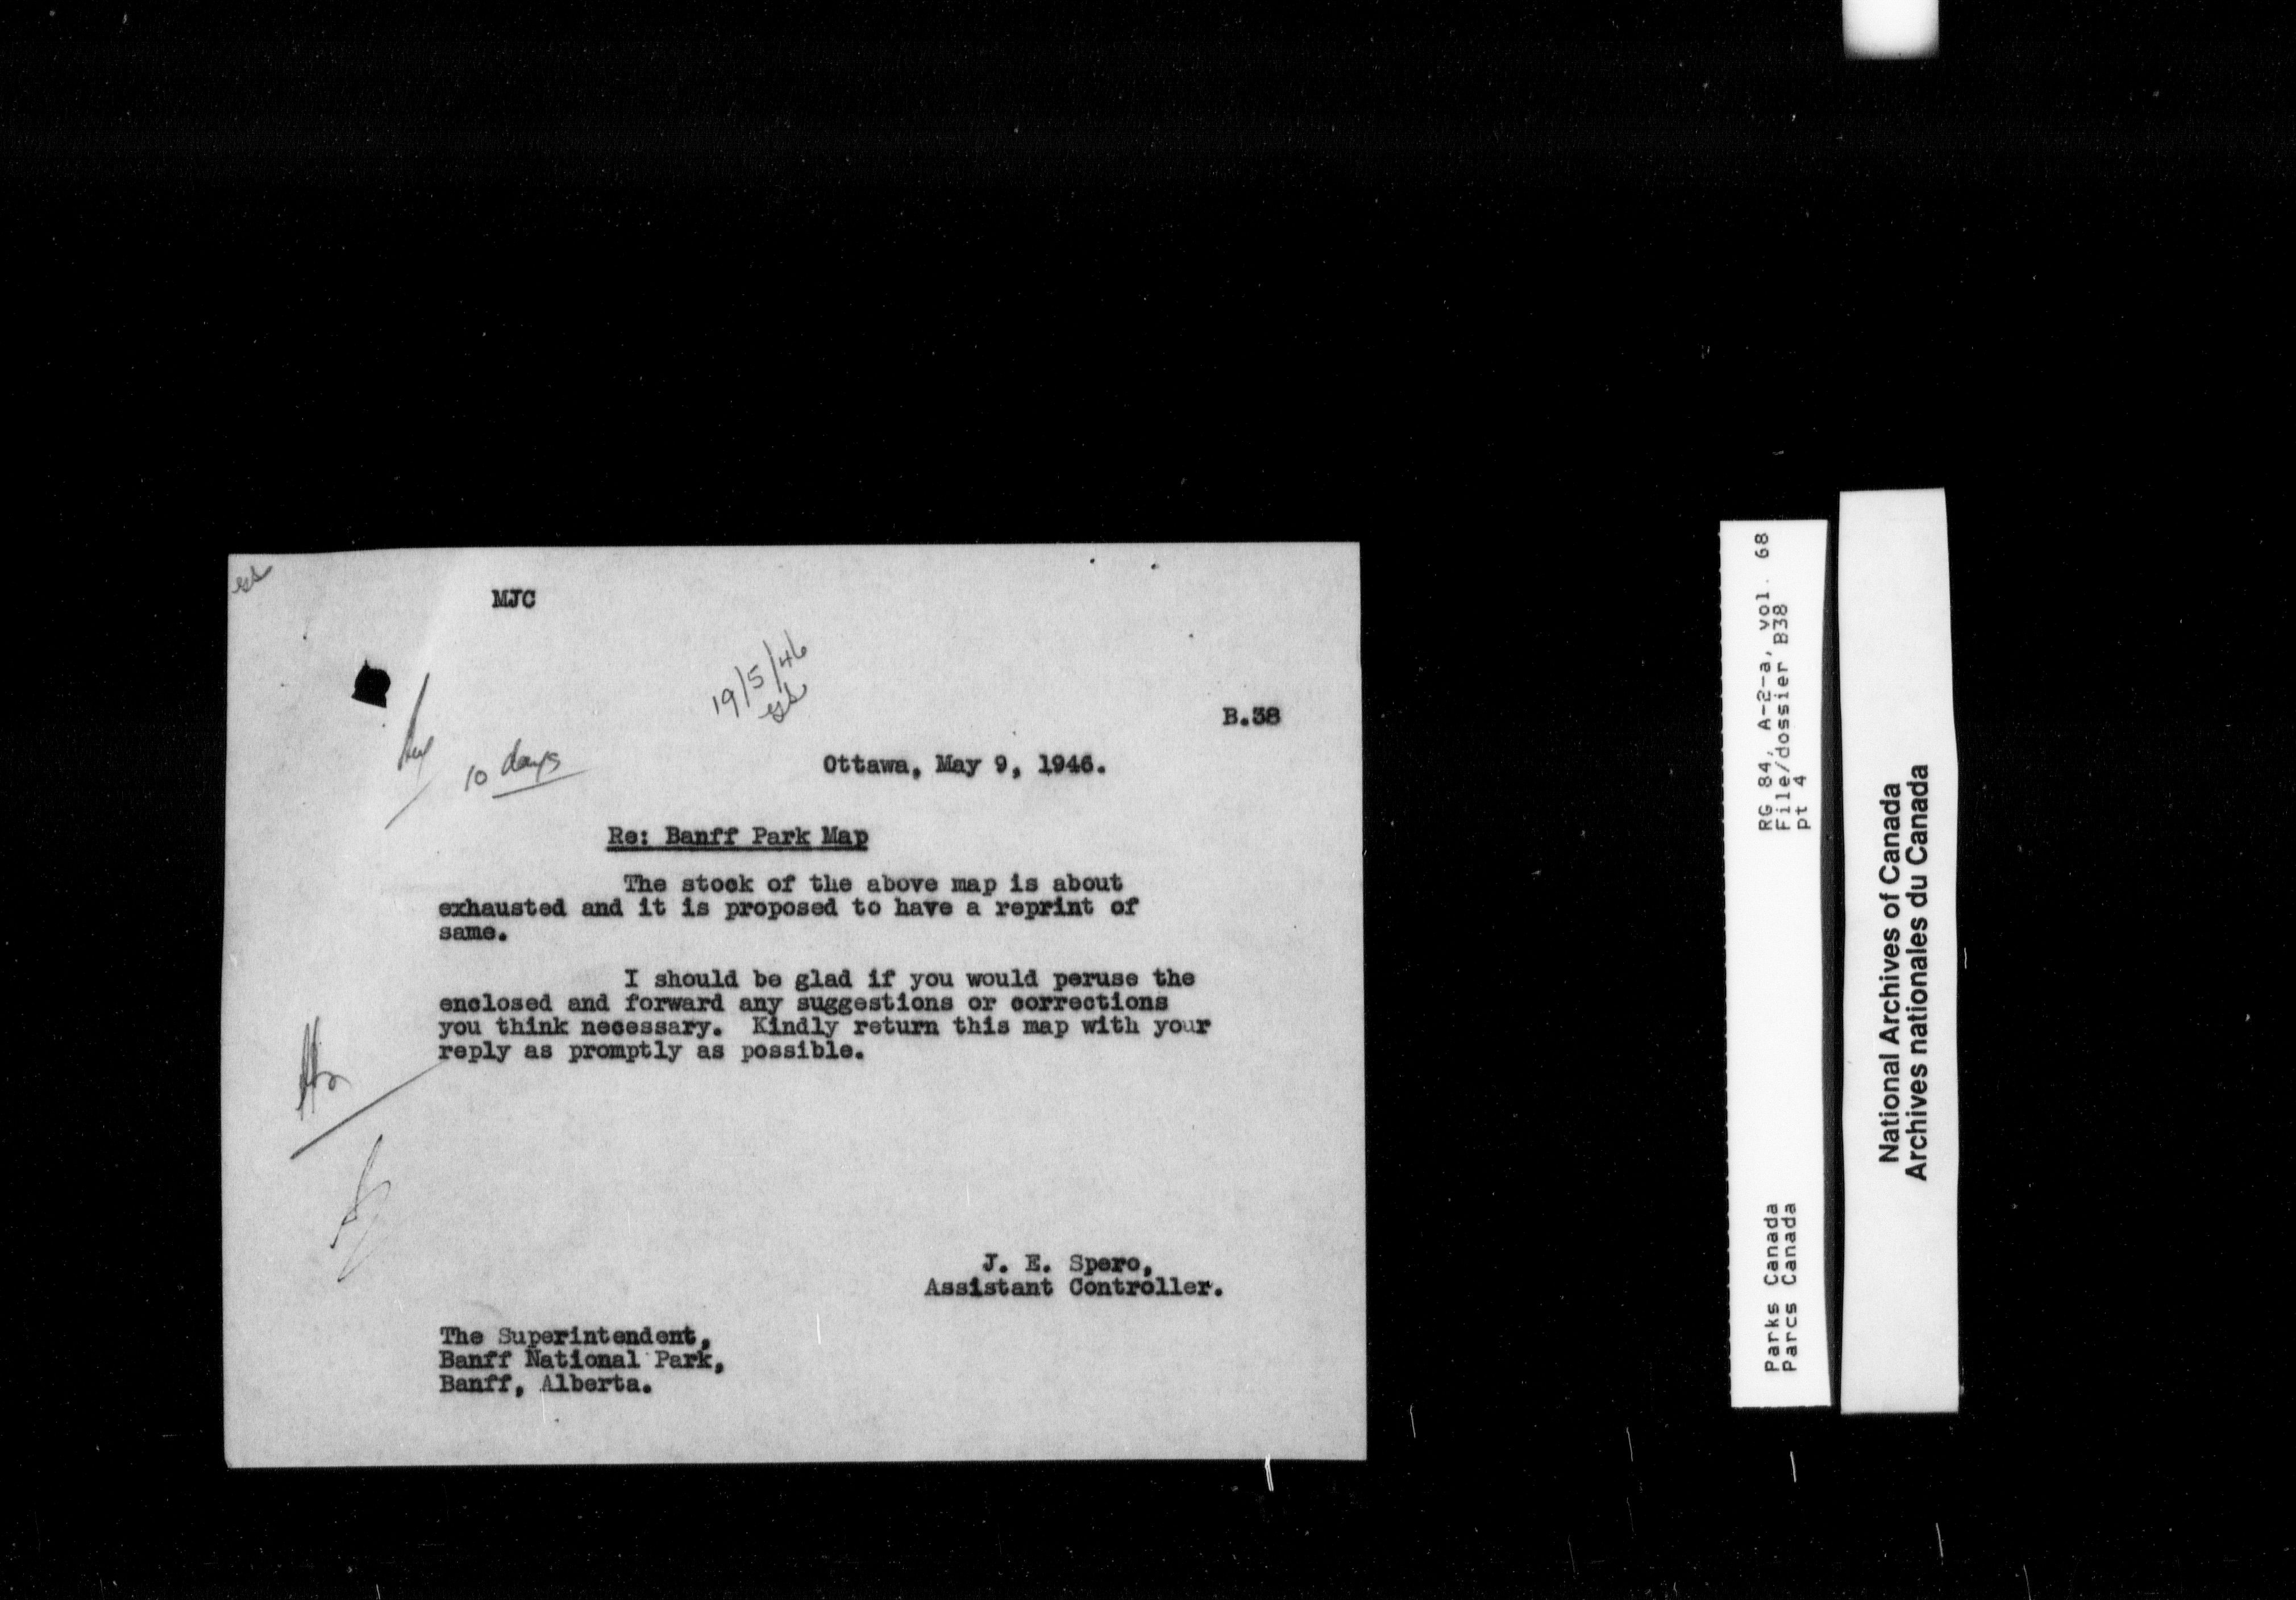 MJC
19/5/46
B.38
10 days
Ottawa, May 9, 1946.
Re: Banff Park Map
The stock of the above map is about
exhausted and it is proposed to have a reprint of
same.
I should be glad if you would peruse the
enclosed and forward any suggestions or corrections
you think necessary. Kindly return this map with your
reply as promptly as possible.
J. E. Spero,
Assistant Controller.
The Superintendent,
Banff National Park,
Banff, Alberta.
RG 84, A-2-a, vol. 68
File/dossier B38
pt 4
Parks Canada
Parcs Canada
National Archives of Canada
Archives nationales du Canada